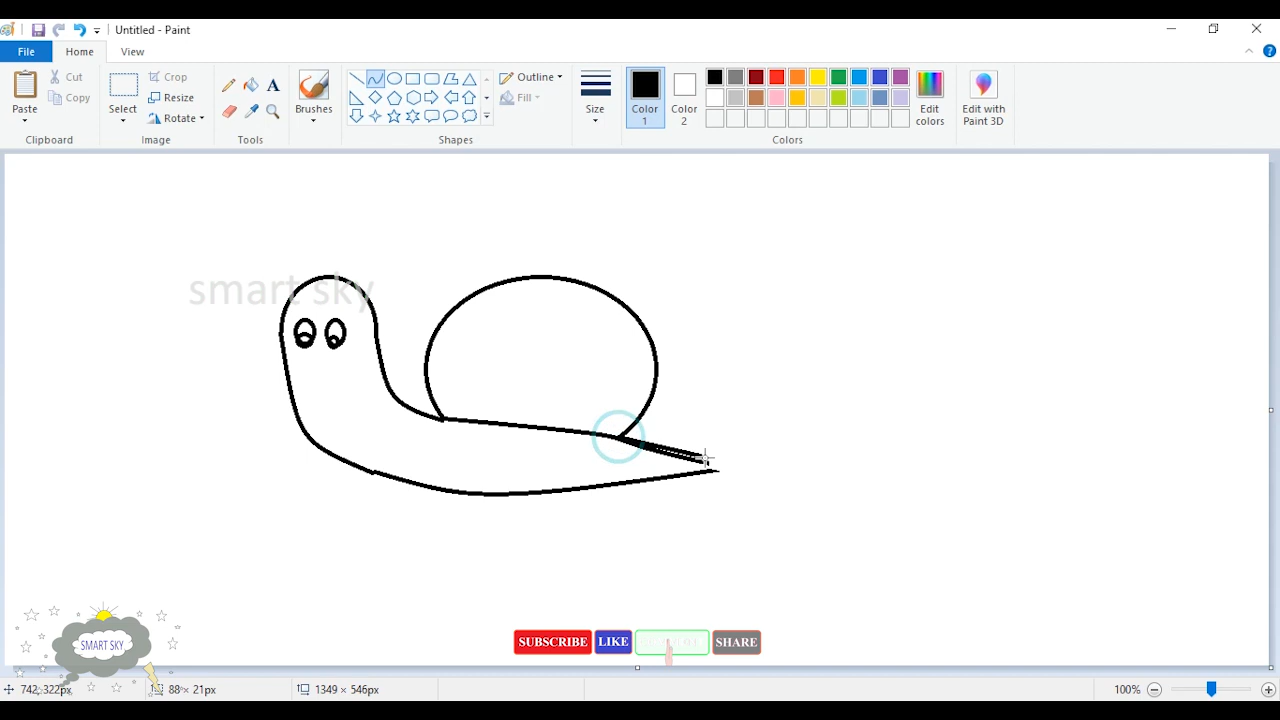 Untitled - Paint
File Home View
Paste
Cut
Copy
Clipboard
Select
Crop
Resize
Rotate
Image
Tools
Brushes
Shapes
Outline
Fill
Size
Color 1
Color 2
Edit colors
Colors
Edit with Paint 3D
smart sky
SMART SKY
SUBSCRIBE LIKE SHARE
742,322px 88 × 21px 1349 × 546px 100%